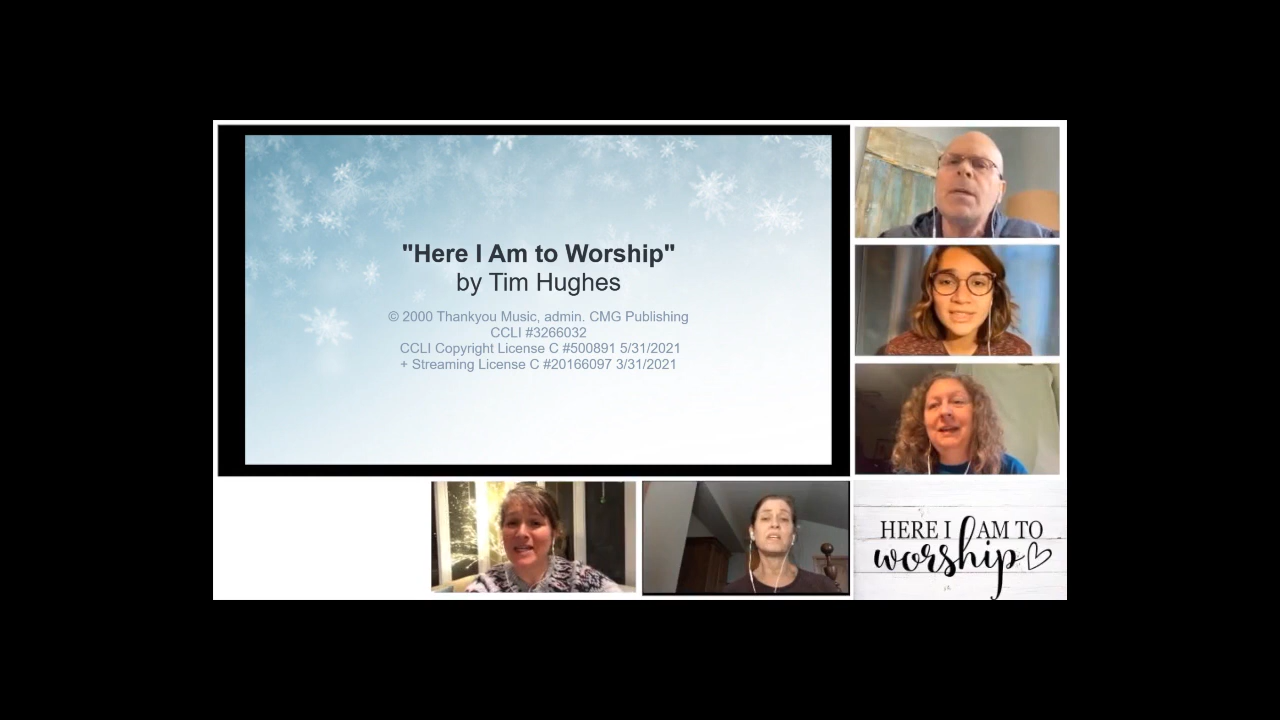 "Here I Am to Worship"
by Tim Hughes
© 2000 Thankyou Music, admin. CMG Publishing
CCLI #3266032
CCLI Copyright License C #500891 5/31/2021
+ Streaming License C #20166097 3/31/2021
HERE I AM TO
worship